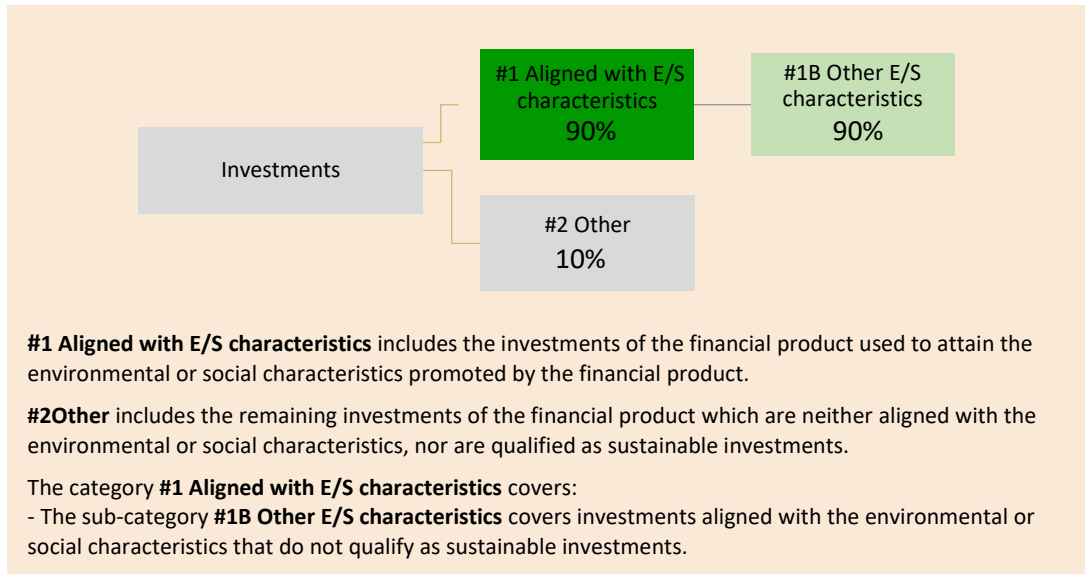 #1 Aligned with E/S
characteristics
90%
#1B Other E/S
characteristics
90%
Investments
#2 Other
10%
#1 Aligned with E/S characteristics includes the investments of the financial product used to attain the
environmental or social characteristics promoted by the financial product.
#2Other includes the remaining investments of the financial product which are neither aligned with the
environmental or social characteristics, nor are qualified as sustainable investments.
The category #1 Aligned with E/S characteristics covers:
- The sub-category #1B Other E/S characteristics covers investments aligned with the environmental or
social characteristics that do not qualify as sustainable investments.